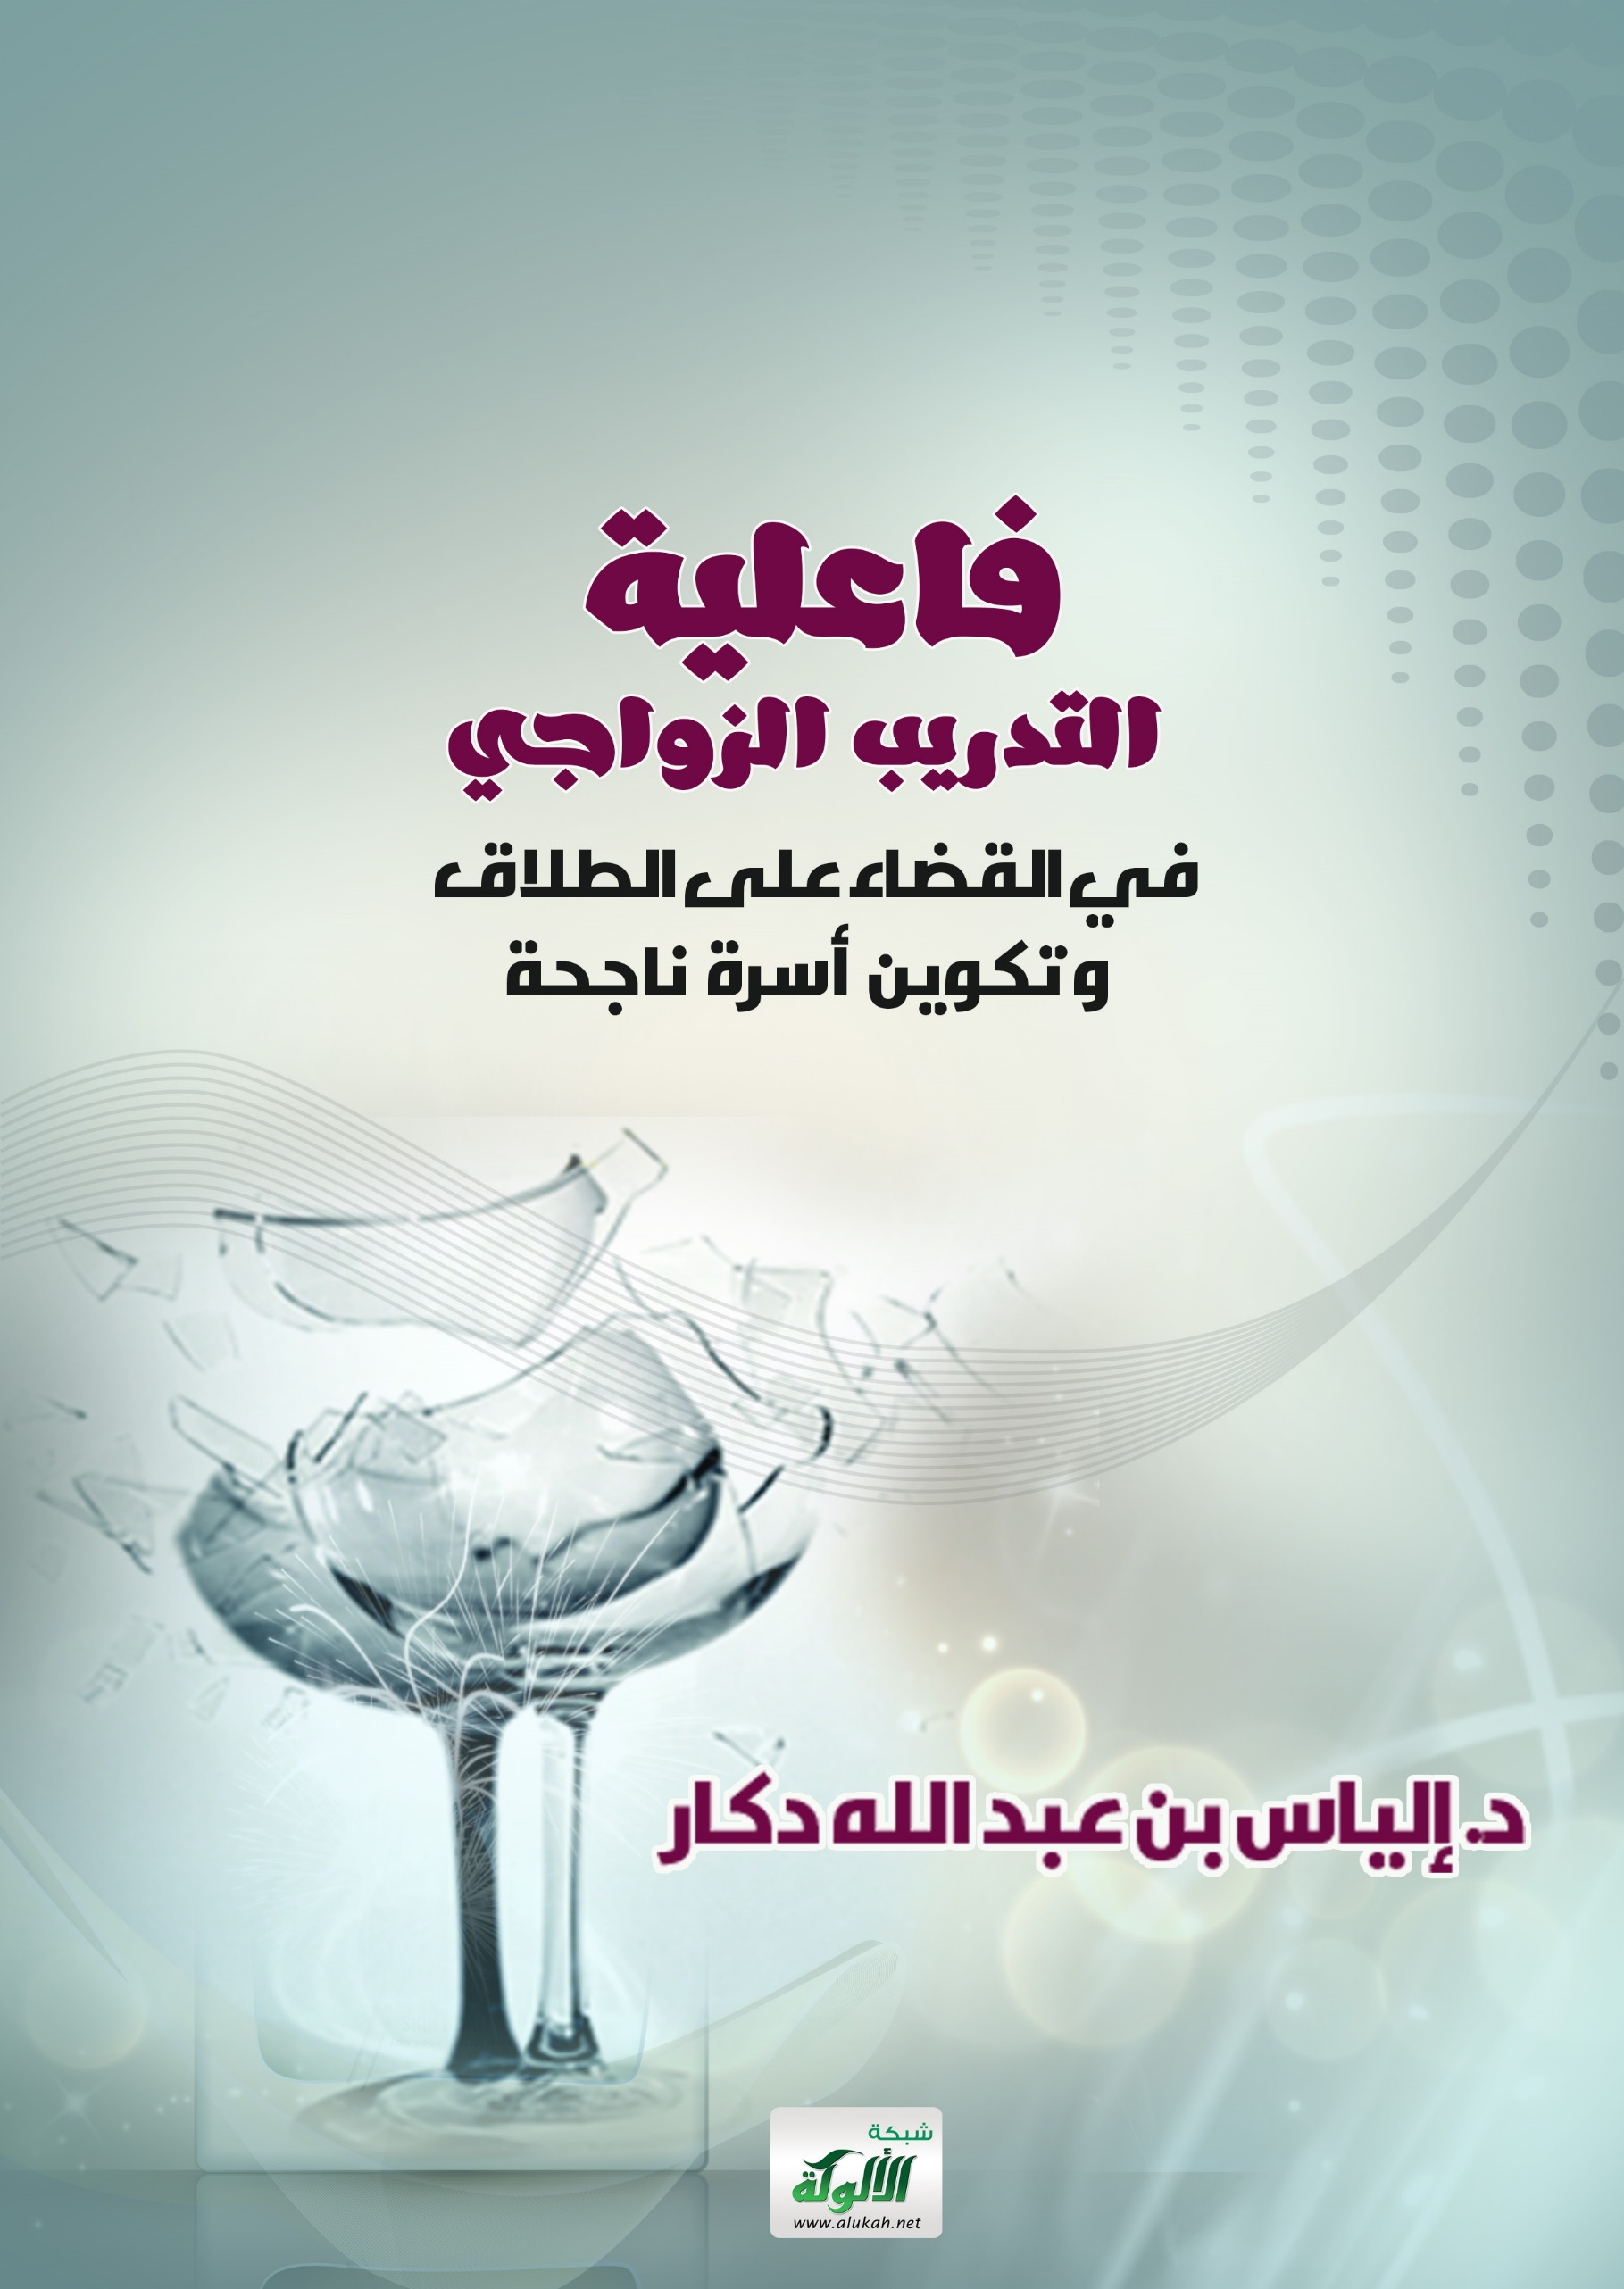 فاعلية
التدريب الزواجي
في القضاء على الطلاق
وتكوين أسرة ناجحة
د. إلياس بن عبد الله دكار
شبكة
الألوكة
www.alukah.net